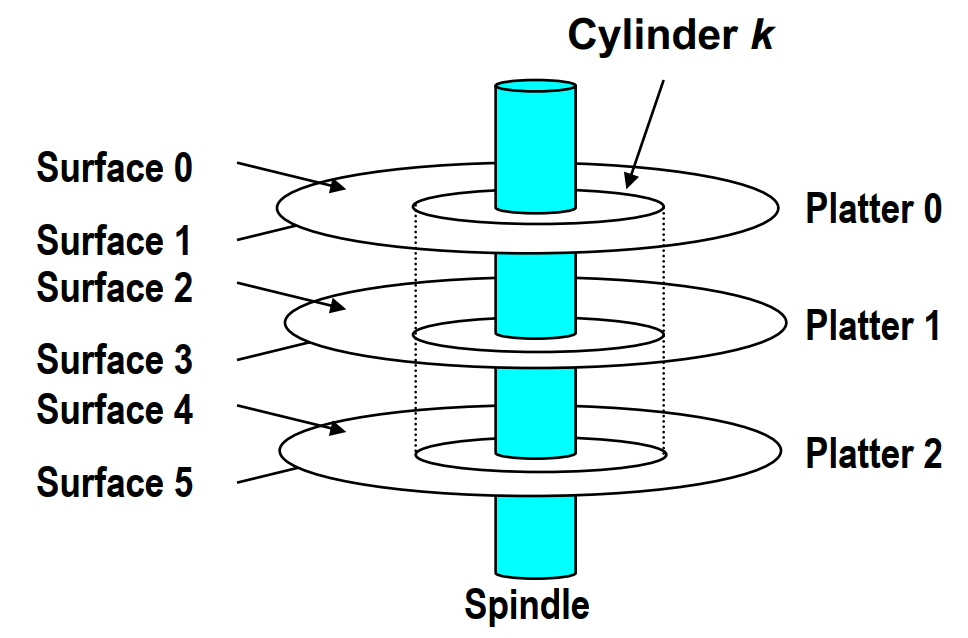 Cylinder k
Surface 0
Surface 1
Surface 2
Surface 3
Surface 4
Surface 5
Platter 0
Platter 1
Platter 2
Spindle